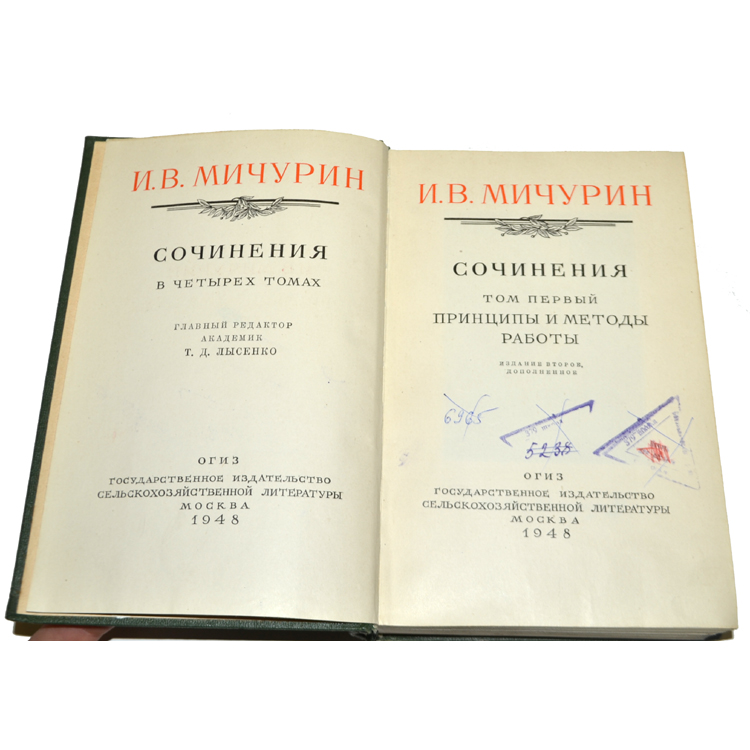 И.В. МИЧУРИН
СОЧИНЕНИЯ
В ЧЕТЫРЕХ ТОМАХ
ГЛАВНЫЙ РЕДАКТОР
АКАДЕМИК
Т. Д. ЛЫСЕНКО
ОГИЗ
ГОСУДАРСТВЕННОЕ ИЗДАТЕЛЬСТВО
СЕЛЬСКОХОЗЯЙСТВЕННОЙ ЛИТЕРАТУРЫ
МОСКВА
1948
И.В. МИЧУРИН
СОЧИНЕНИЯ
ТОМ ПЕРВЫЙ
ПРИНЦИПЫ И МЕТОДЫ
РАБОТЫ
ИЗДАНИЕ ВТОРОЕ,
ДОПОЛНЕННОЕ
6965
5238
ОГИЗ
ГОСУДАРСТВЕННОЕ ИЗДАТЕЛЬСТВО
СЕЛЬСКОХОЗЯЙСТВЕННОЙ ЛИТЕРАТУРЫ
МОСКВА
1948